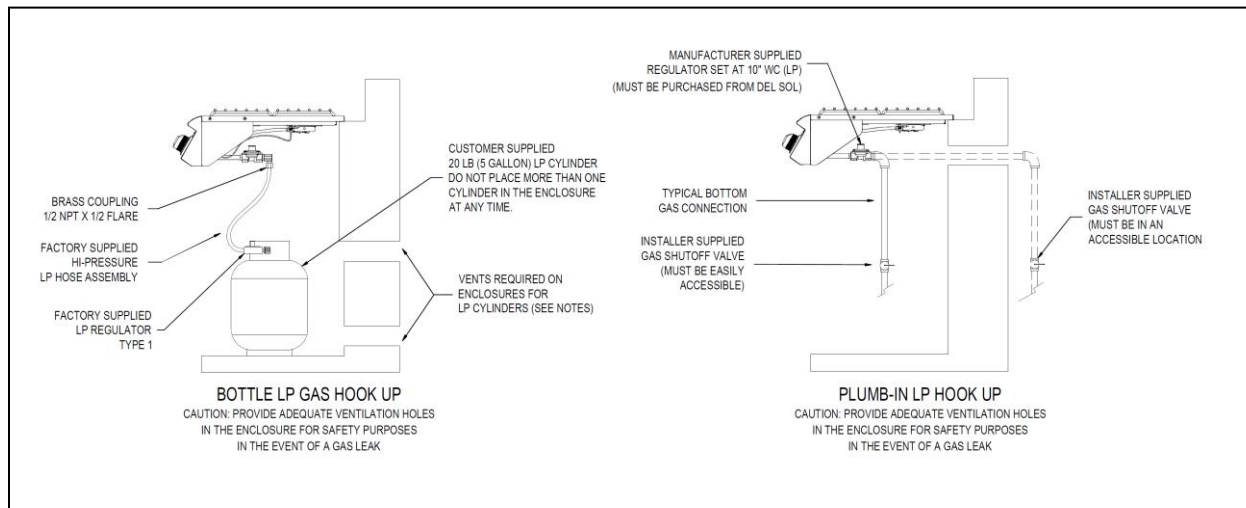 CUSTOMER SUPPLIED
20 LB (5 GALLON) LP CYLINDER
DO NOT PLACE MORE THAN ONE
CYLINDER IN THE ENCLOSURE
AT ANY TIME.
BRASS COUPLING
1/2 NPT X 1/2 FLARE
FACTORY SUPPLIED
HI-PRESSURE
LP HOSE ASSEMBLY
VENTS REQUIRED ON
ENCLOSURES FOR
LP CYLINDERS (SEE NOTES)
FACTORY SUPPLIED
LP REGULATOR
TYPE 1
BOTTLE LP GAS HOOK UP
CAUTION: PROVIDE ADEQUATE VENTILATION HOLES
IN THE ENCLOSURE FOR SAFETY PURPOSES
IN THE EVENT OF A GAS LEAK
MANUFACTURER SUPPLIED
REGULATOR SET AT 10" WC (LP)
(MUST BE PURCHASED FROM DEL SOL)
TYPICAL BOTTOM
GAS CONNECTION
INSTALLER SUPPLIED
GAS SHUTOFF VALVE
(MUST BE EASILY
ACCESSIBLE)
INSTALLER SUPPLIED
GAS SHUTOFF VALVE
(MUST BE IN AN
ACCESSIBLE LOCATION
PLUMB-IN LP HOOK UP
CAUTION: PROVIDE ADEQUATE VENTILATION HOLES
IN THE ENCLOSURE FOR SAFETY PURPOSES
IN THE EVENT OF A GAS LEAK